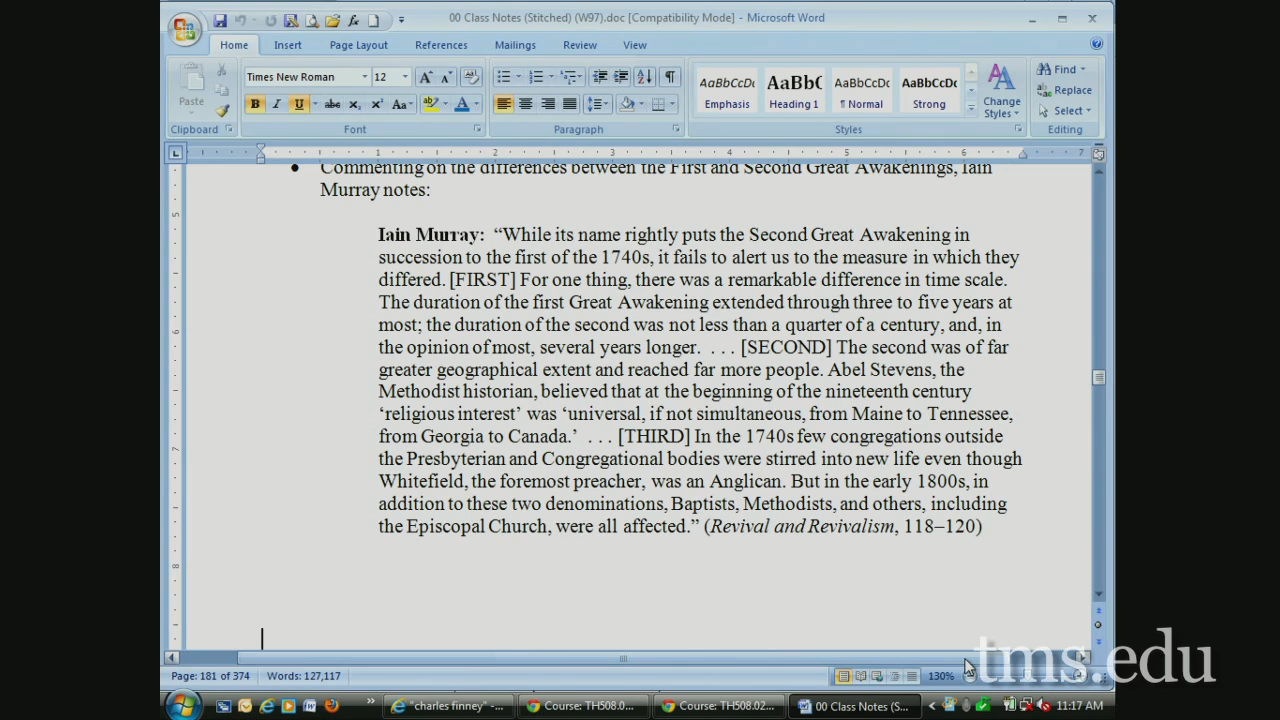 00 Class Notes (Stitched) (W97).doc [Compatibility Mode] - Microsoft Word
Home Insert Page Layout References Mailings Review View
Times New Roman 12
AaBbCcDc AaBbC AaBbCcDc AaBbCcDc
Find
Replace
Select
Paste
Emphasis Heading 1 ¶ Normal Strong
Change Styles
Clipboard Font Paragraph Styles Editing
1 2 3 4 5 6 7
Commenting on the differences between the First and Second Great Awakenings, Iain
Murray notes:
Iain Murray: “While its name rightly puts the Second Great Awakening in
succession to the first of the 1740s, it fails to alert us to the measure in which they
differed. [FIRST] For one thing, there was a remarkable difference in time scale.
The duration of the first Great Awakening extended through three to five years at
most; the duration of the second was not less than a quarter of a century, and, in
the opinion of most, several years longer. . . . [SECOND] The second was of far
greater geographical extent and reached far more people. Abel Stevens, the
Methodist historian, believed that at the beginning of the nineteenth century
‘religious interest’ was ‘universal, if not simultaneous, from Maine to Tennessee,
from Georgia to Canada.’ . . . [THIRD] In the 1740s few congregations outside
the Presbyterian and Congregational bodies were stirred into new life even though
Whitefield, the foremost preacher, was an Anglican. But in the early 1800s, in
addition to these two denominations, Baptists, Methodists, and others, including
the Episcopal Church, were all affected.” (Revival and Revivalism, 118–120)
tms.edu
Page: 181 of 374 Words: 127,117 130%
"charles finney" -... Course: TH508.0... Course: TH508.02... 00 Class Notes (S... 11:17 AM